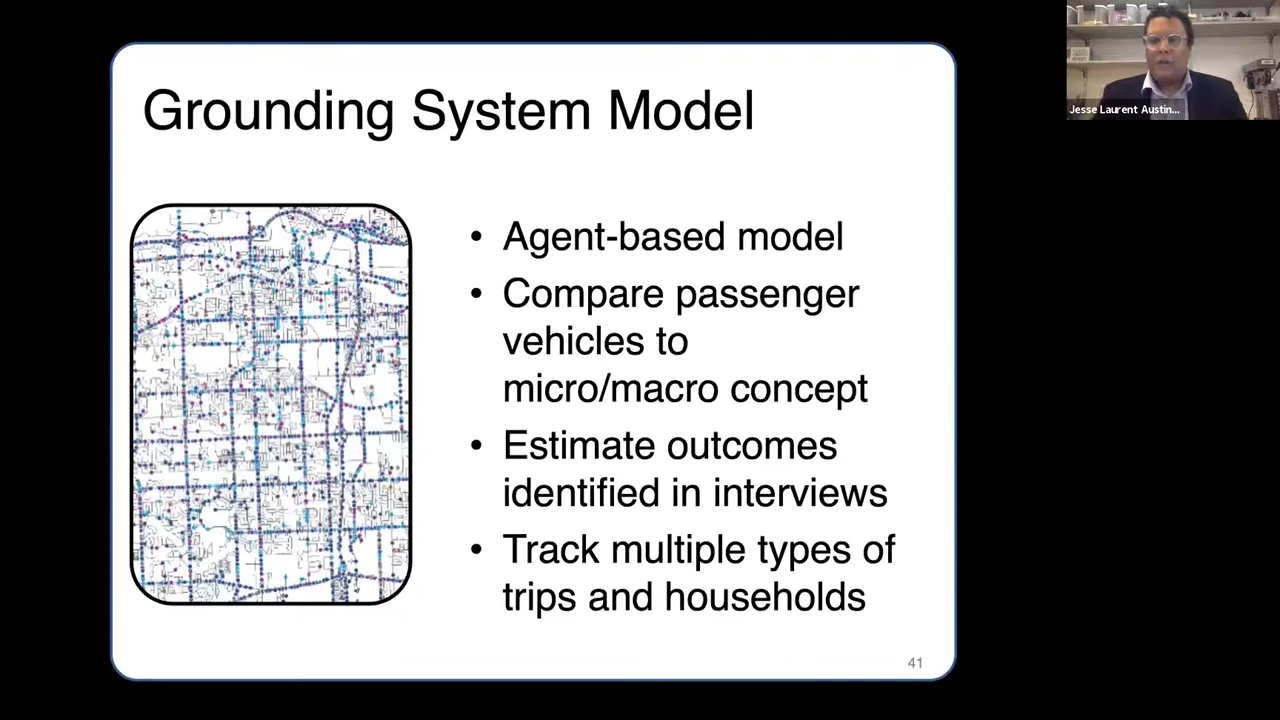 Grounding System Model
• Agent-based model
• Compare passenger
vehicles to
micro/macro concept
• Estimate outcomes
identified in interviews
• Track multiple types of
trips and households
41
Jesse Laurent Austin...